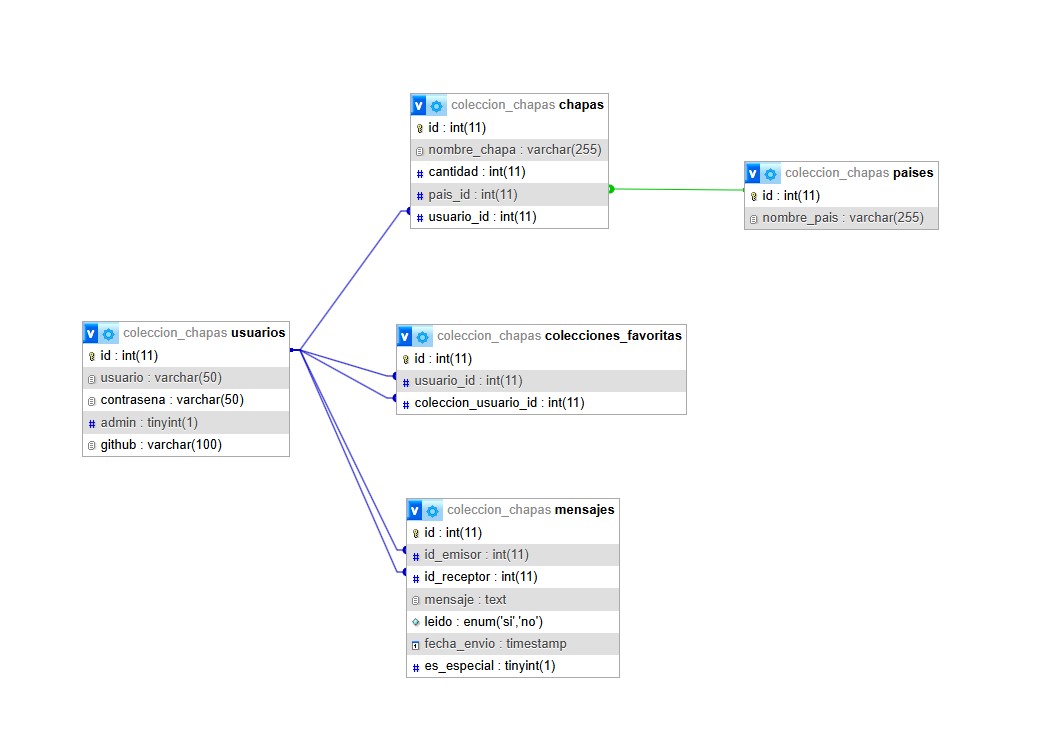 coleccion_chapas chapas
id : int(11)
nombre_chapa : varchar(255)
cantidad : int(11)
pais_id : int(11)
usuario_id : int(11)
coleccion_chapas paises
id : int(11)
nombre_pais : varchar(255)
coleccion_chapas usuarios
id : int(11)
usuario : varchar(50)
contrasena : varchar(50)
admin : tinyint(1)
github : varchar(100)
coleccion_chapas colecciones_favoritas
id : int(11)
usuario_id : int(11)
coleccion_usuario_id : int(11)
coleccion_chapas mensajes
id : int(11)
id_emisor : int(11)
id_receptor : int(11)
mensaje : text
leido : enum('si','no')
fecha_envio : timestamp
es_especial : tinyint(1)